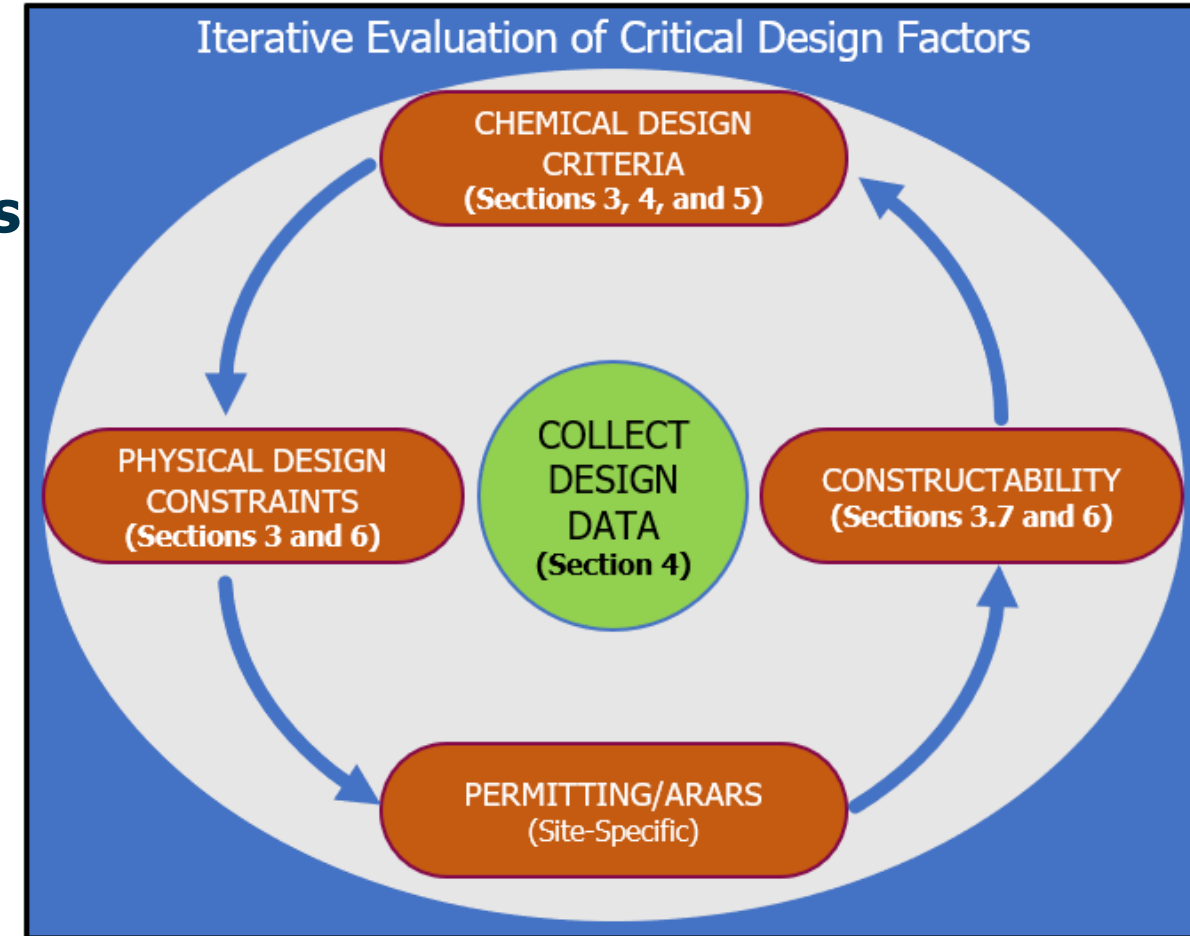 Iterative Evaluation of Critical Design Factors
CHEMICAL DESIGN
CRITERIA
(Sections 3, 4, and 5)
s
PHYSICAL DESIGN
CONSTRAINTS
(Sections 3 and 6)
COLLECT
DESIGN
DATA
(Section 4)
CONSTRUCTABILITY
(Sections 3.7 and 6)
PERMITTING/ARARS
(Site-Specific)